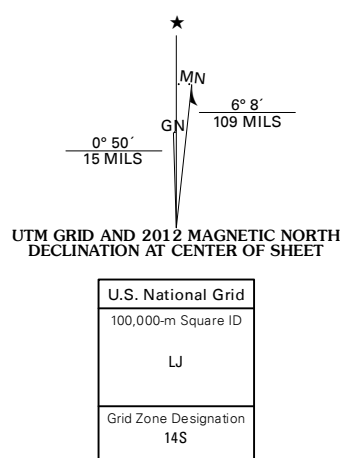 ★
MN
GN
6° 8´
109 MILS
0° 50´
15 MILS
UTM GRID AND 2012 MAGNETIC NORTH
DECLINATION AT CENTER OF SHEET
U.S. National Grid
100,000-m Square ID
LJ
Grid Zone Designation
14S